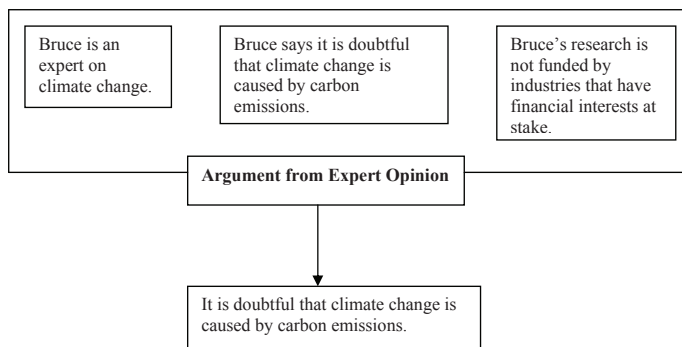 Bruce is an
expert on
climate change.
Bruce says it is doubtful
that climate change is
caused by carbon
emissions.
Bruce’s research is
not funded by
industries that have
financial interests at
stake.
Argument from Expert Opinion
It is doubtful that climate change is
caused by carbon emissions.